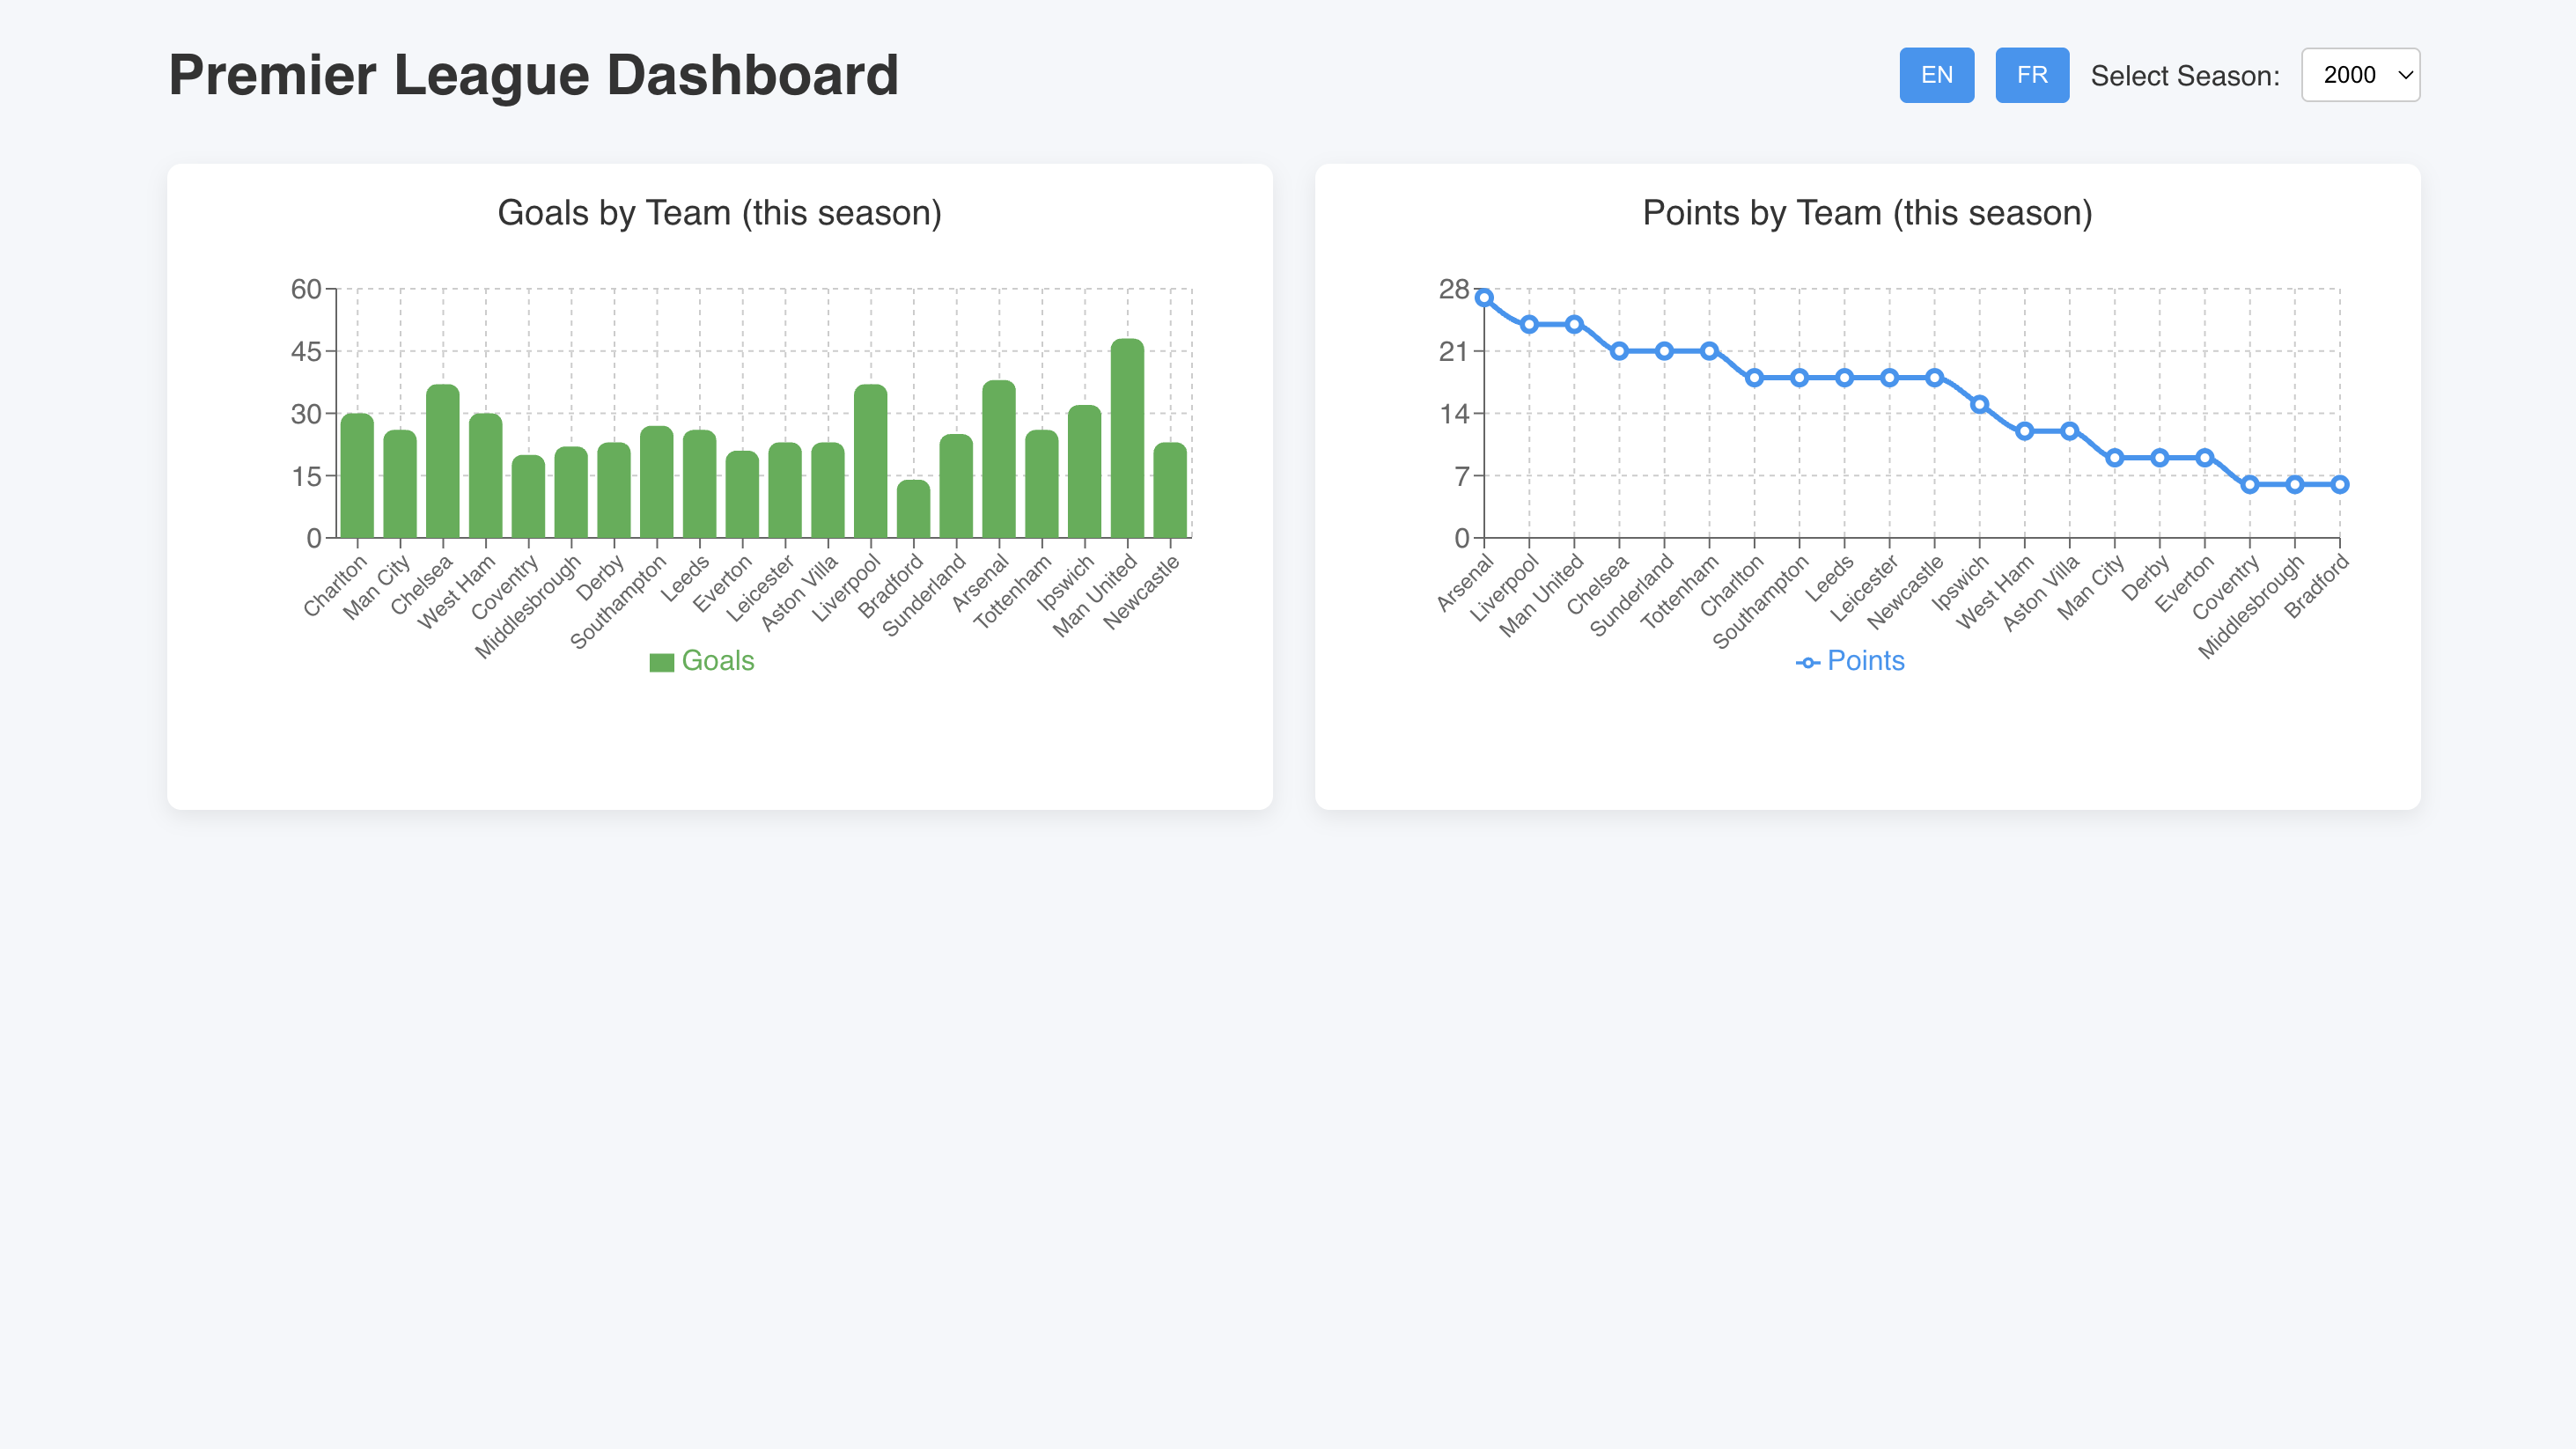 Premier League Dashboard
EN
FR
Select Season:
2000
Goals by Team (this season)
60
45
30
15
0
Charlton
Man City
Chelsea
West Ham
Coventry
Middlesbrough
Derby
Southampton
Leeds
Everton
Leicester
Aston Villa
Liverpool
Bradford
Sunderland
Arsenal
Tottenham
Ipswich
Man United
Newcastle
Goals
Points by Team (this season)
28
21
14
7
0
Arsenal
Liverpool
Man United
Chelsea
Sunderland
Tottenham
Charlton
Southampton
Leeds
Leicester
Newcastle
Ipswich
West Ham
Aston Villa
Man City
Derby
Everton
Coventry
Middlesbrough
Bradford
Points